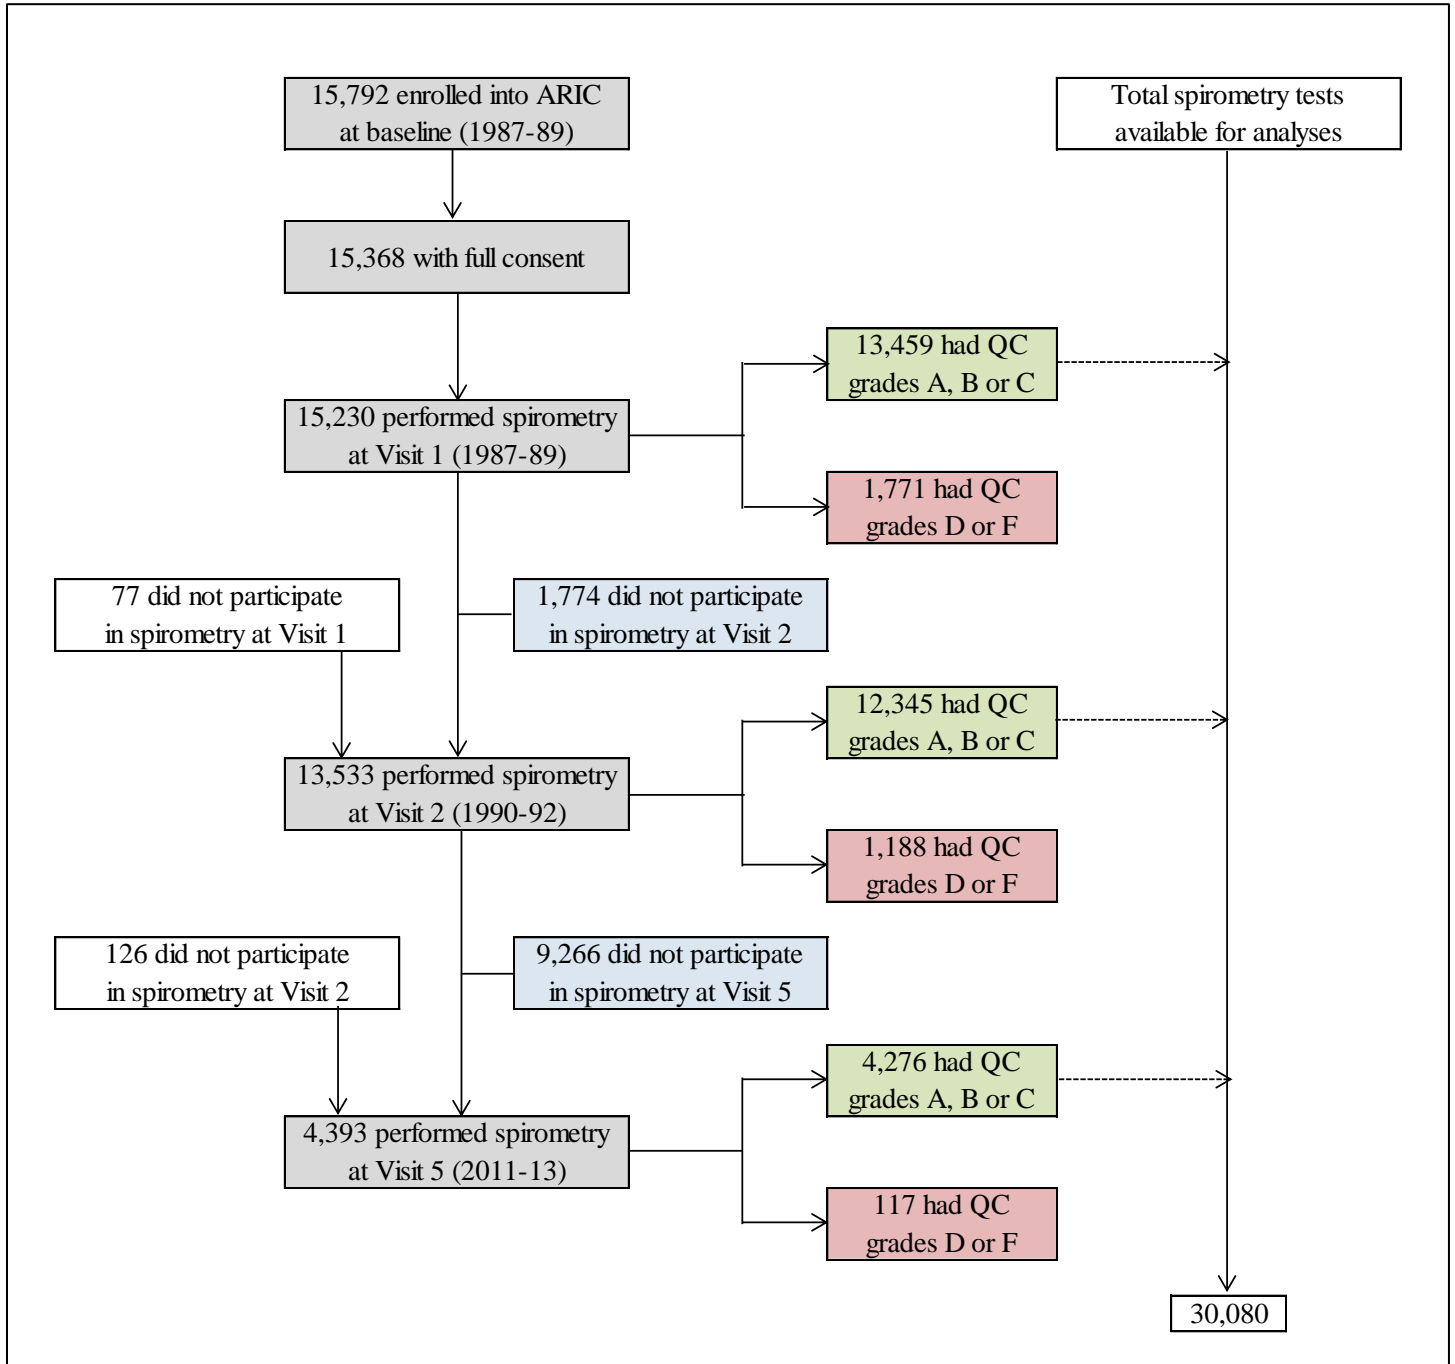 15,792 enrolled into ARIC
at baseline (1987-89)
Total spirometry tests
available for analyses
15,368 with full consent
13,459 had QC
grades A, B or C
15,230 performed spirometry
at Visit 1 (1987-89)
1,771 had QC
grades D or F
77 did not participate
in spirometry at Visit 1
1,774 did not participate
in spirometry at Visit 2
12,345 had QC
grades A, B or C
13,533 performed spirometry
at Visit 2 (1990-92)
1,188 had QC
grades D or F
126 did not participate
in spirometry at Visit 2
9,266 did not participate
in spirometry at Visit 5
4,276 had QC
grades A, B or C
4,393 performed spirometry
at Visit 5 (2011-13)
117 had QC
grades D or F
30,080